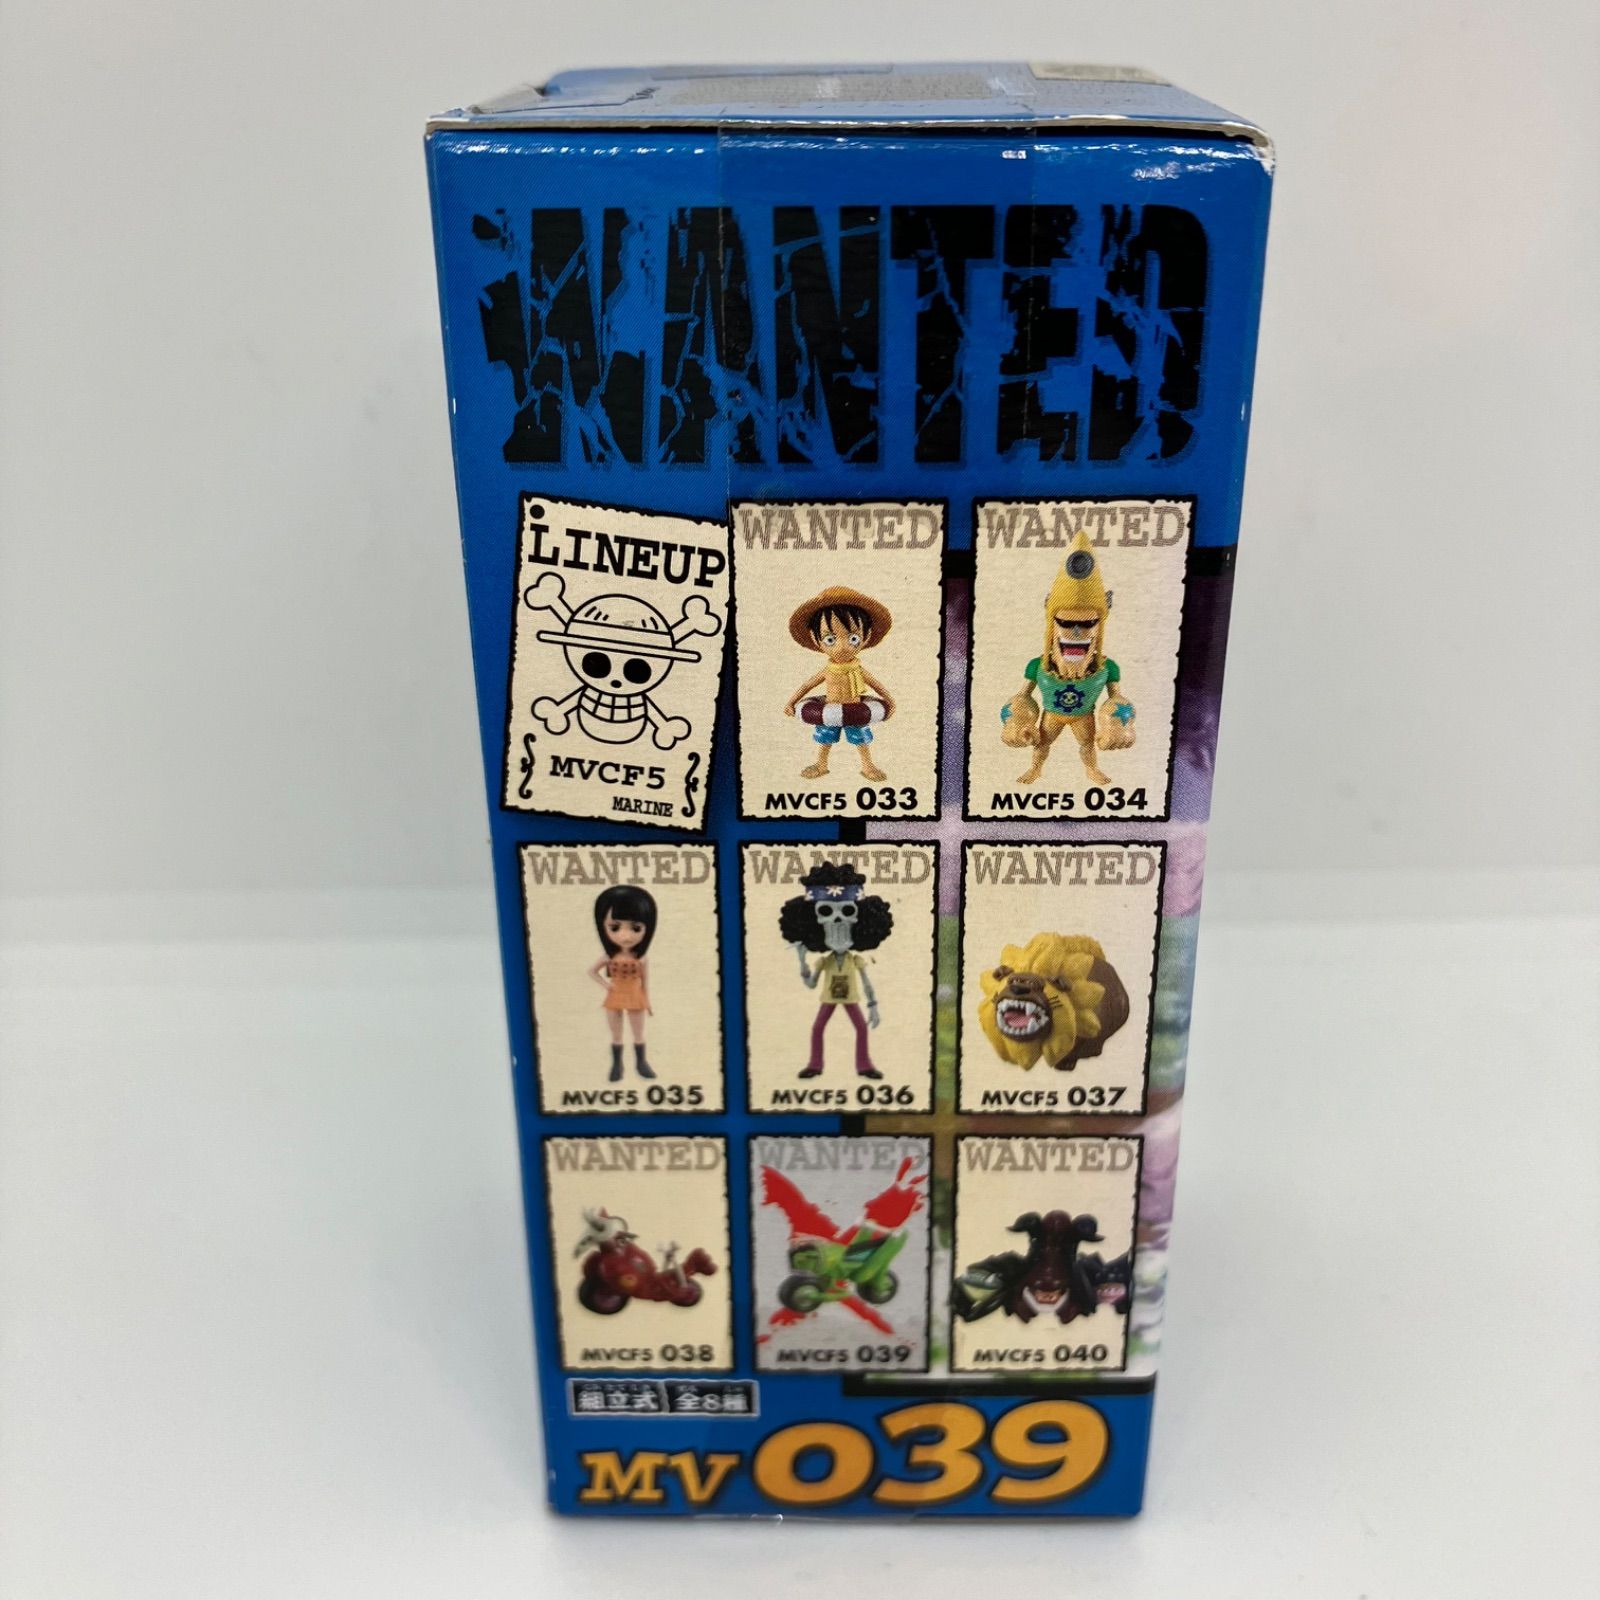 WANTED
LINEUP
MVCF5
MARINE
WANTED
MVCF5 033
WANTED
MVCF5 034
WANTED
MVCF5 035
WANTED
MVCF5 036
WANTED
MVCF5 037
WANTED
MVCF5 038
WANTED
MVCF5 039
WANTED
MVCF5 040
組立式 全8種
MV 039